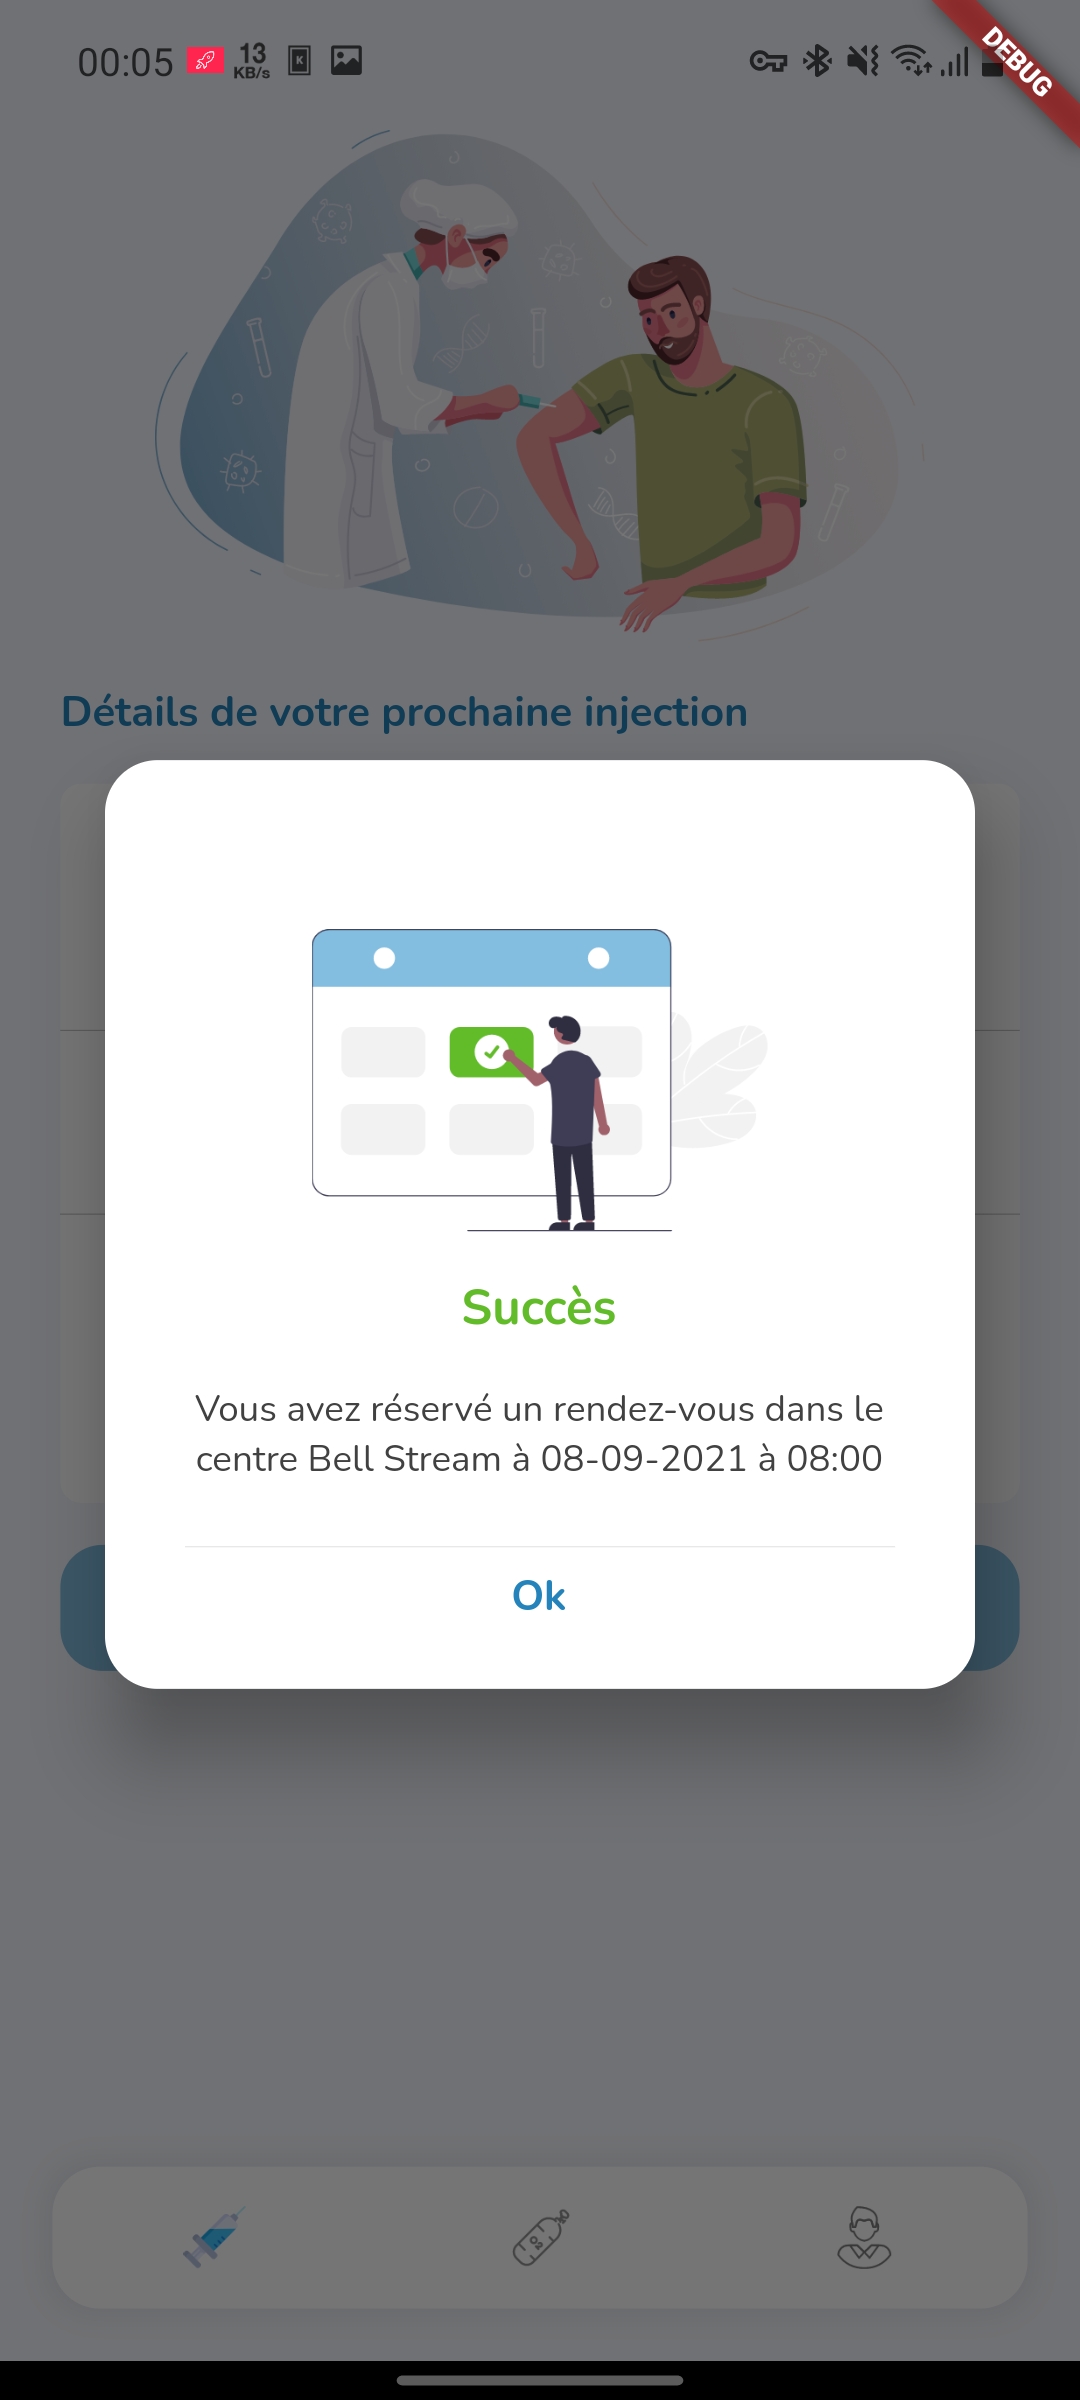 00:05
13
KB/s
K
DEBUG
Détails de votre prochaine injection
Succès
Vous avez réservé un rendez-vous dans le
centre Bell Stream à 08-09-2021 à 08:00
Ok